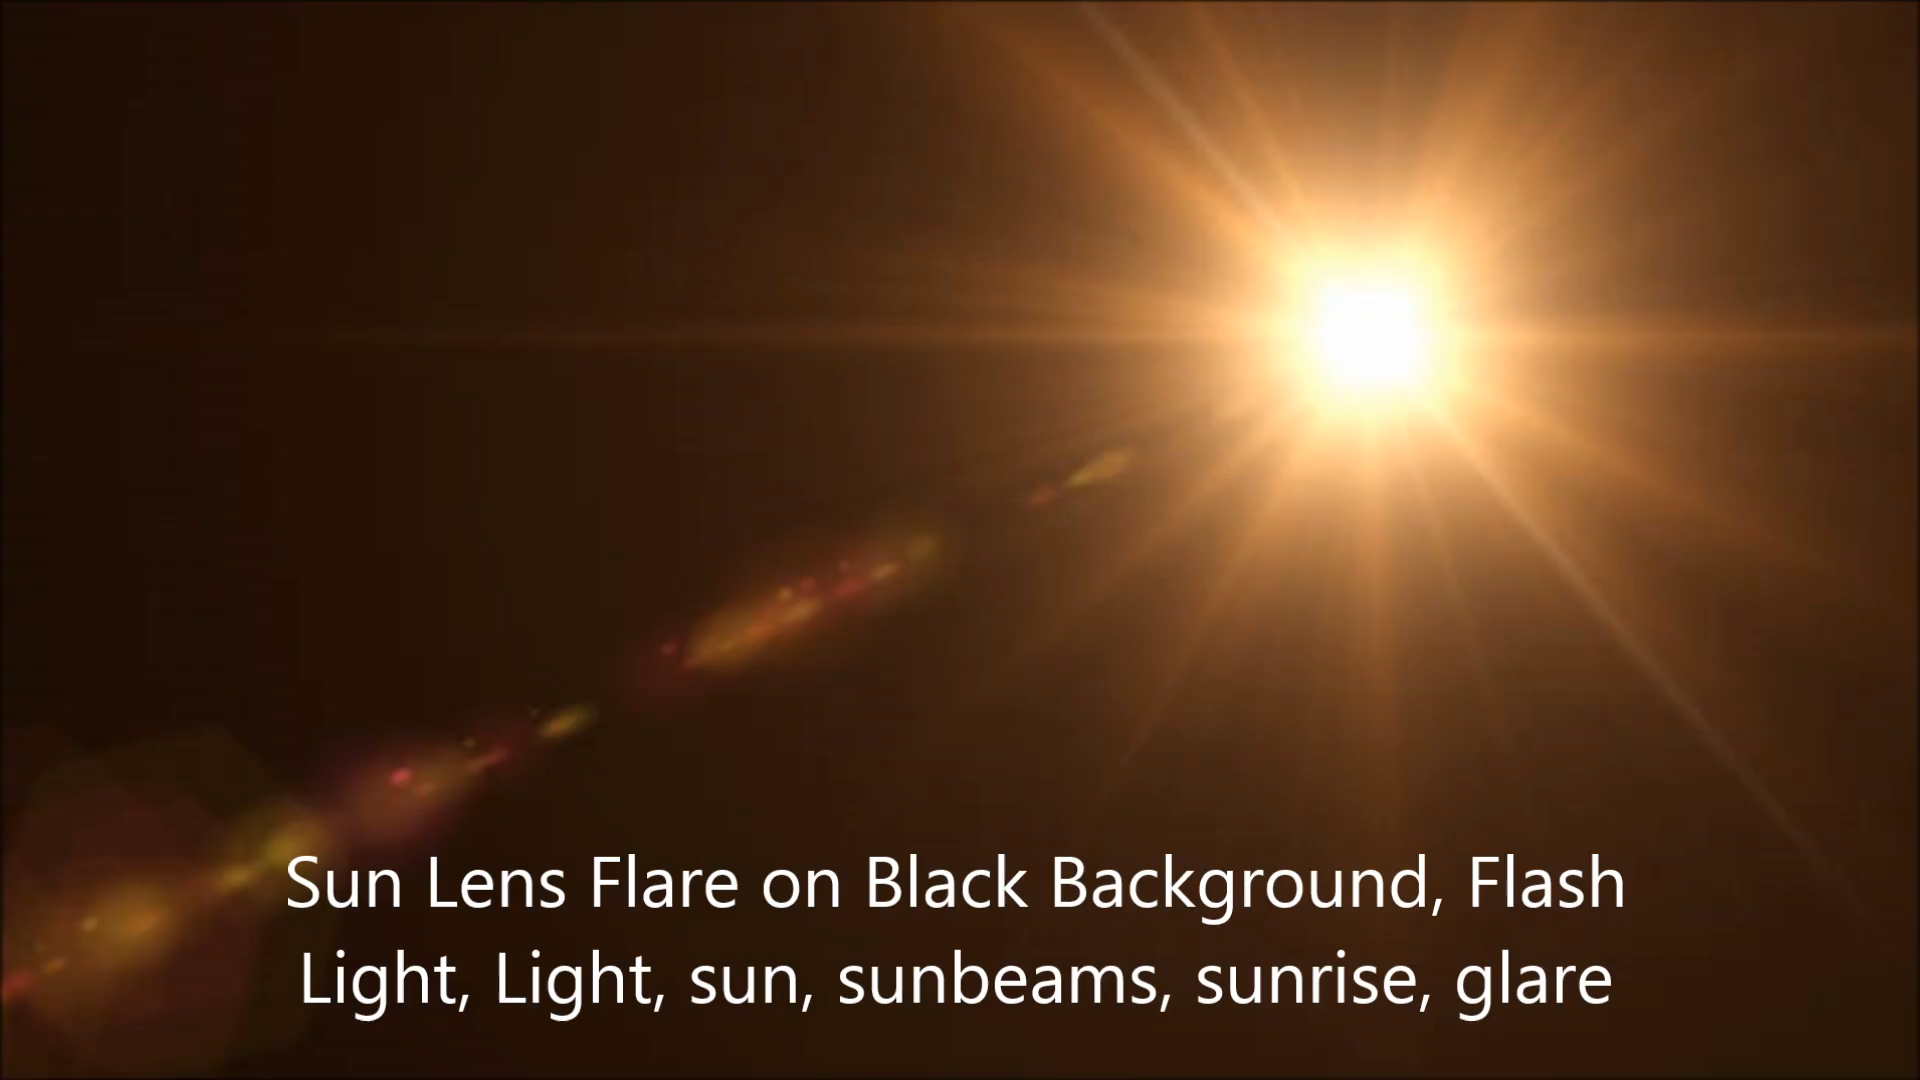 Sun Lens Flare on Black Background, Flash
Light, Light, sun, sunbeams, sunrise, glare